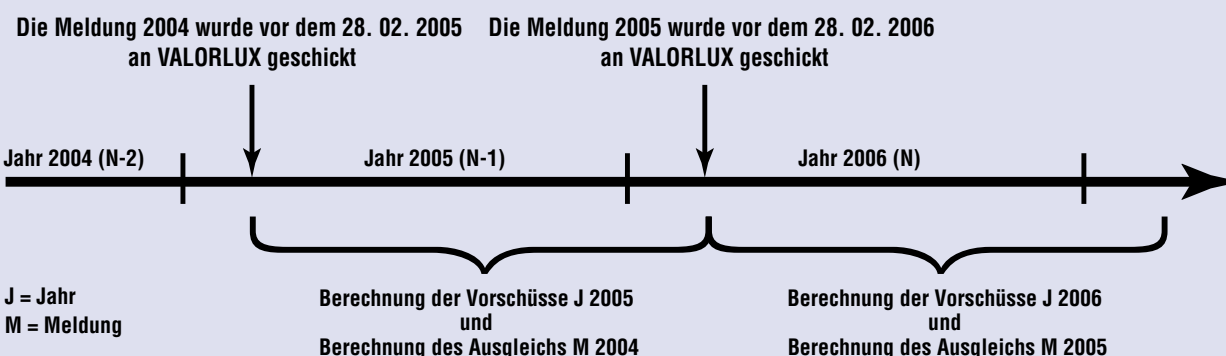 Die Meldung 2004 wurde vor dem 28. 02. 2005
an VALORLUX geschickt
Die Meldung 2005 wurde vor dem 28. 02. 2006
an VALORLUX geschickt
Jahr 2004 (N-2)
Jahr 2005 (N-1)
Jahr 2006 (N)
J = Jahr
M = Meldung
Berechnung der Vorschüsse J 2005
und
Berechnung des Ausgleichs M 2004
Berechnung der Vorschüsse J 2006
und
Berechnung des Ausgleichs M 2005